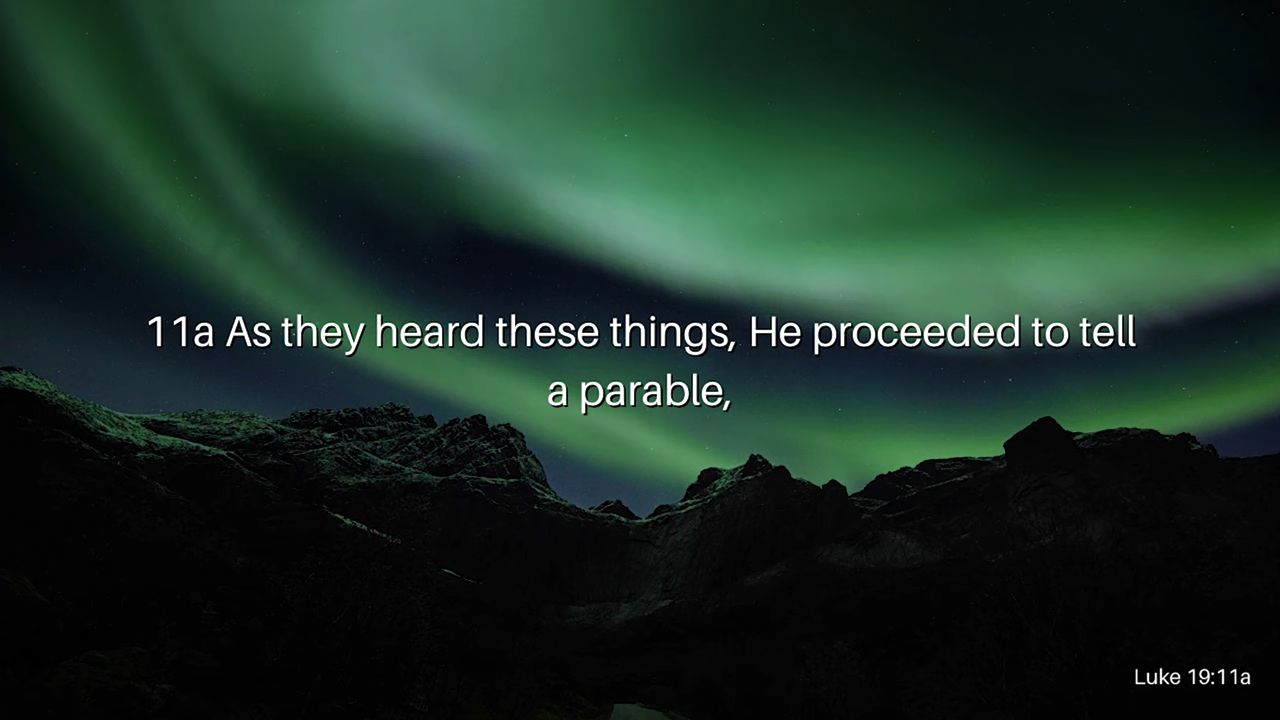 11a As they heard these things, He proceeded to tell
a parable,
Luke 19:11a